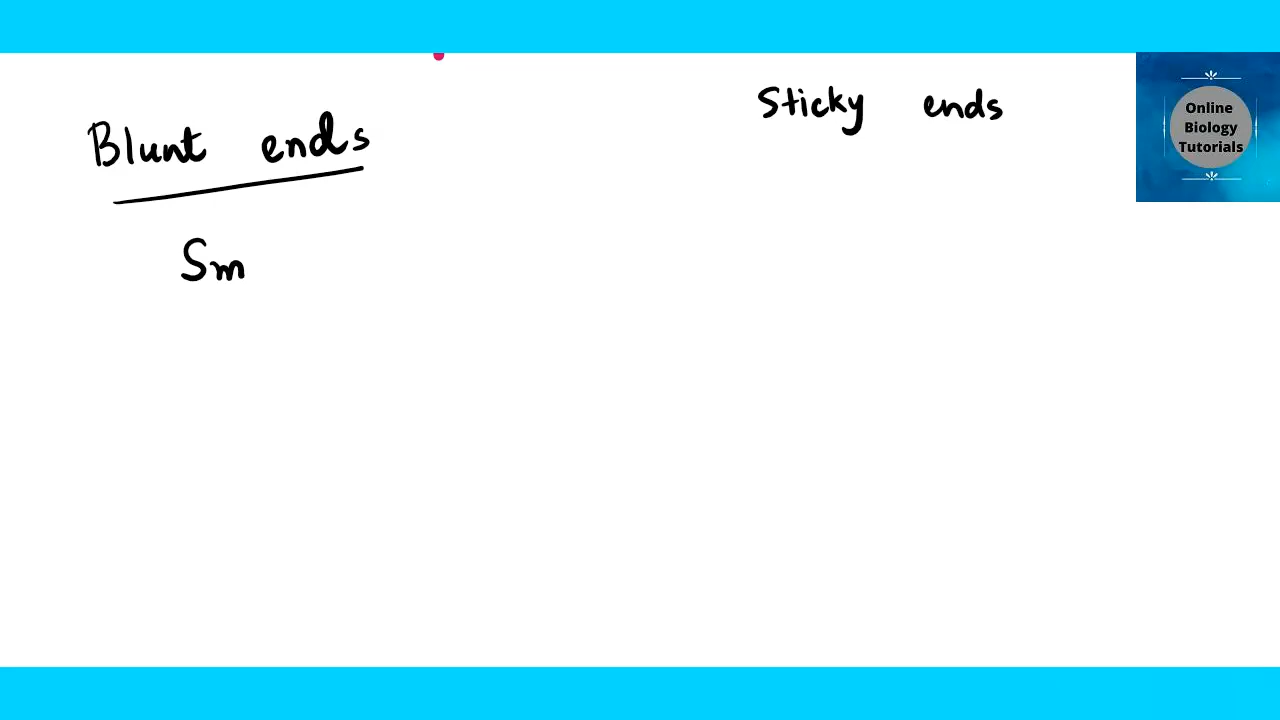 Blunt ends
Sticky ends
Sm
Online
Biology
Tutorials